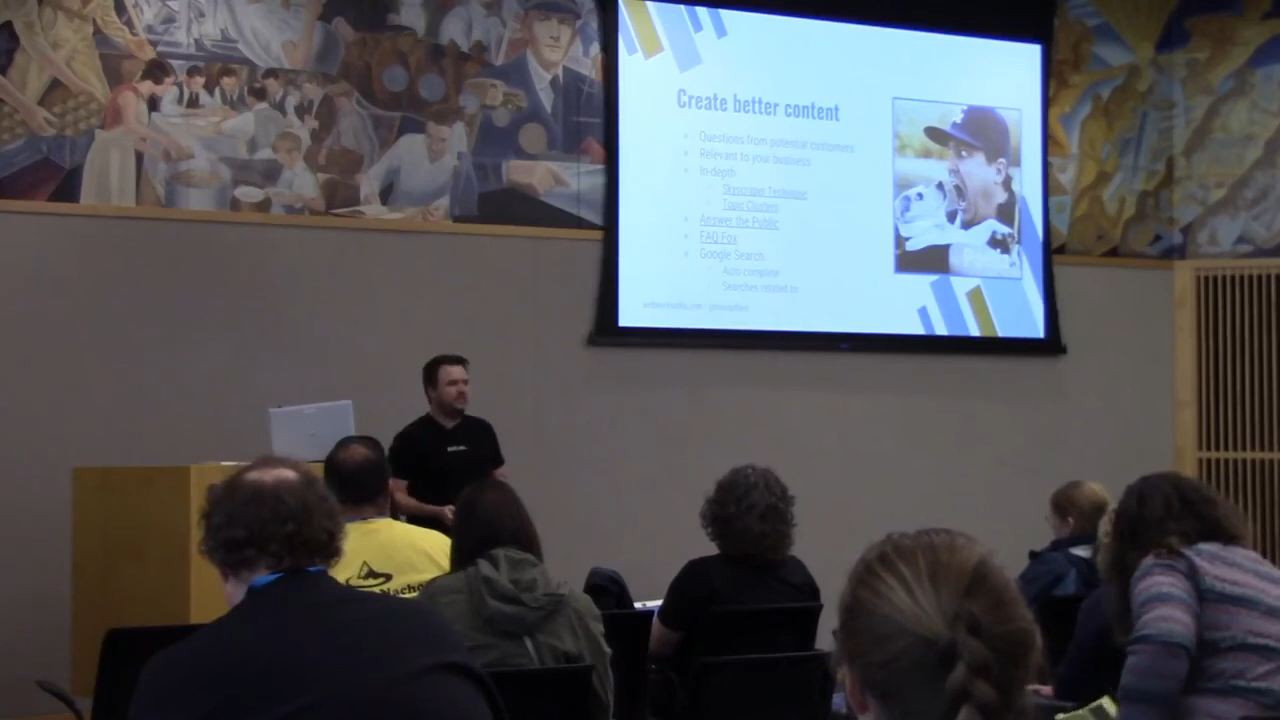 Create better content
Questions from potential customers
Relevant to your business
In-depth
Skyscraper Technique
Topic Clusters
Answer the Public
FAQ Fox
Google Search
Auto complete
Searches related to
Nacho